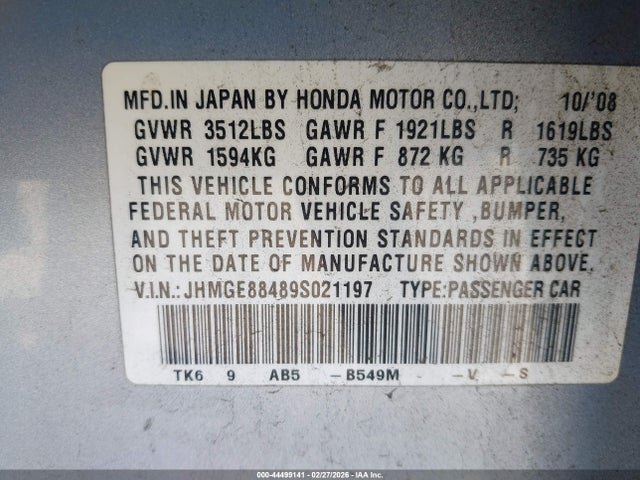 MFD.IN JAPAN BY HONDA MOTOR CO.,LTD; 10/'08
GVWR 3512LBS GAWR F 1921LBS R 1619LBS
GVWR 1594KG GAWR F 872 KG R 735 KG
THIS VEHICLE CONFORMS TO ALL APPLICABLE
FEDERAL MOTOR VEHICLE SAFETY ,BUMPER,
AND THEFT PREVENTION STANDARDS IN EFFECT
ON THE DATE OF MANUFACTURE SHOWN ABOVE.
V.I.N.: JHMGE88489S021197 TYPE:PASSENGER CAR
TK6 9 AB5 -B549M -V -S
000-44499141 - 02/27/2026 - IAA Inc.